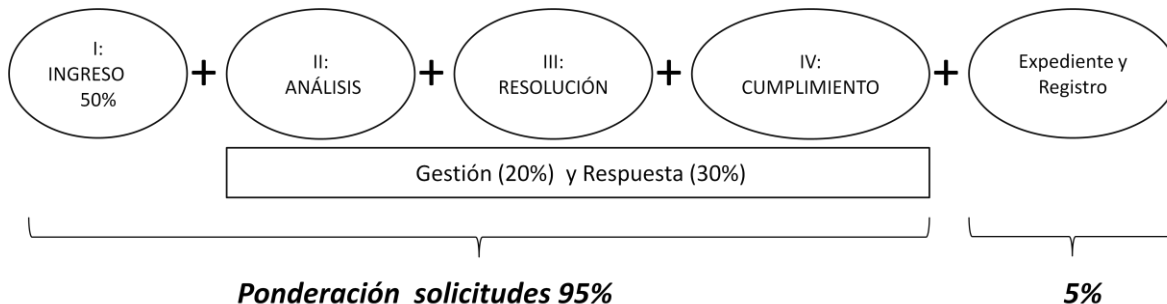 I:
INGRESO
50%
+
II:
ANÁLISIS
+
III:
RESOLUCIÓN
+
IV:
CUMPLIMIENTO
+
Expediente y
Registro
Gestión (20%) y Respuesta (30%)
Ponderación solicitudes 95%
5%